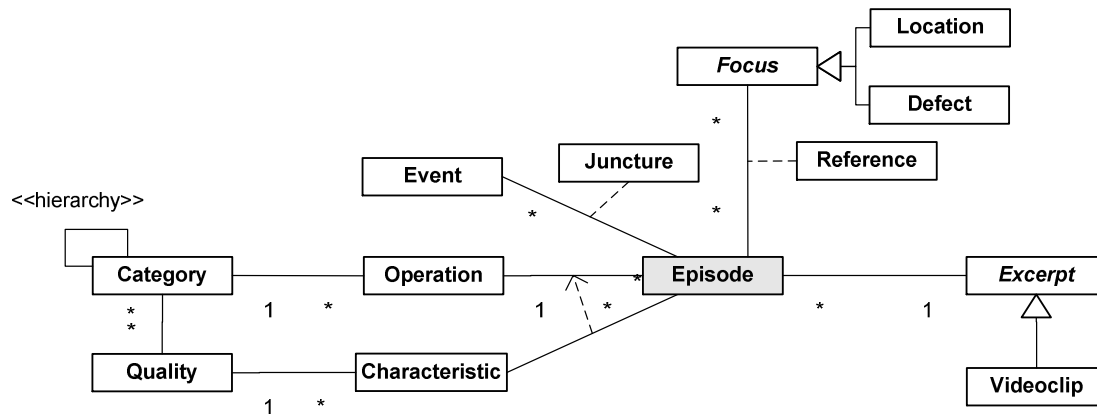 Location
Focus
Defect
*
Juncture
Reference
Event
<<hierarchy>>
*
*
Category
Operation
Episode
Excerpt
*
1
*
1
*
*
1
*
*
Quality
Characteristic
Videoclip
1
*